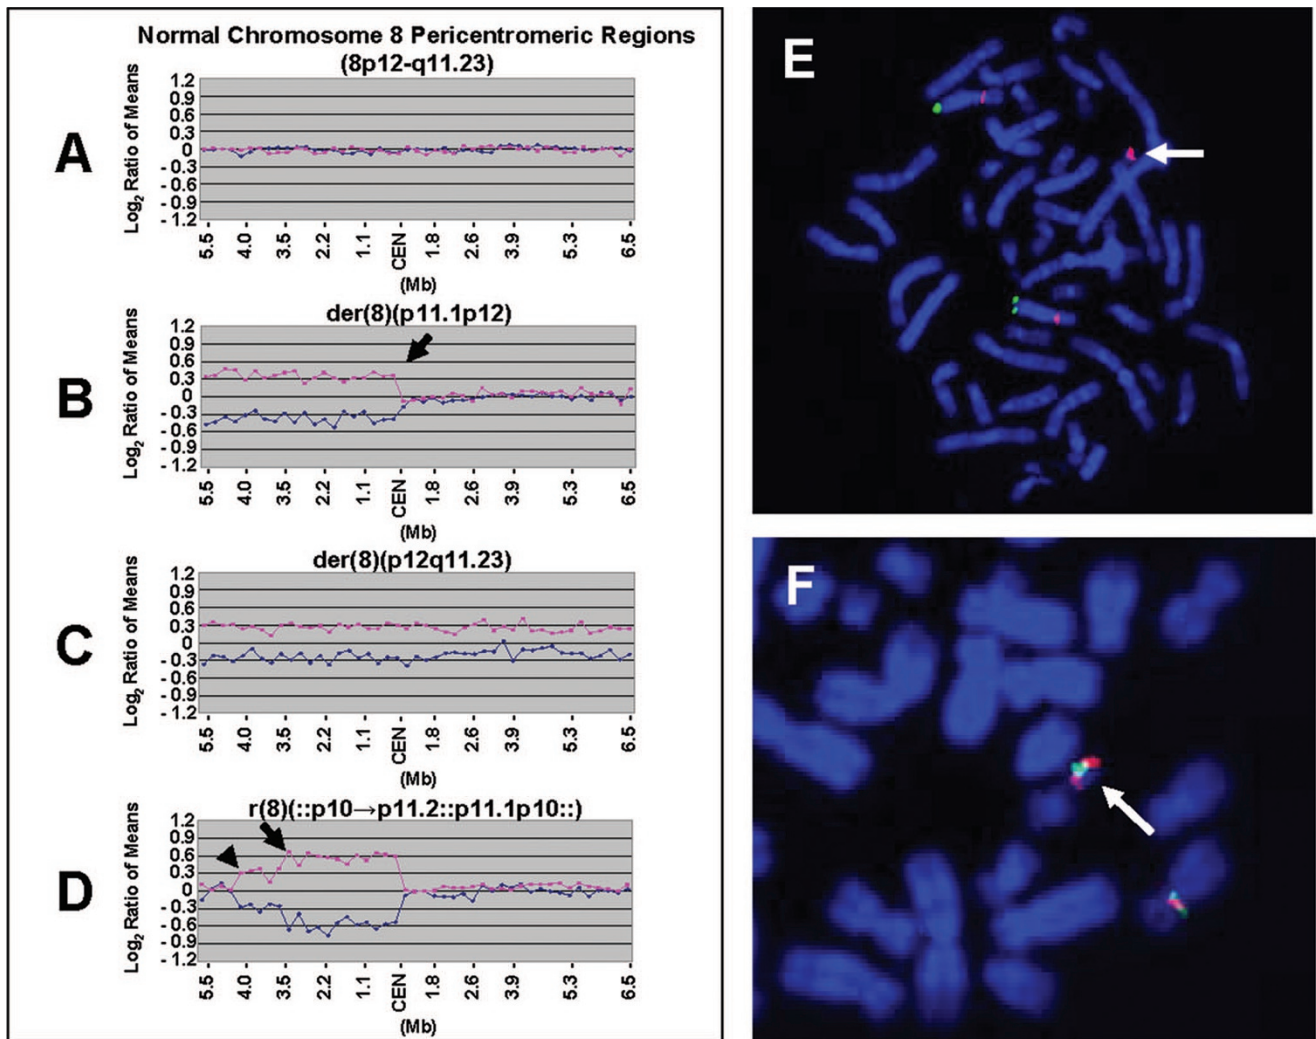 Normal Chromosome 8 Pericentromeric Regions
(8p12-q11.23)
A
Log2 Ratio of Means
1.2
0.9
0.6
0.3
0
- 0.3
- 0.6
- 0.9
- 1.2
5.5 4.0 3.5 2.2 1.1 CEN 1.8 2.6 3.9 5.3 6.5
(Mb)
der(8)(p11.1p12)
B
Log2 Ratio of Means
1.2
0.9
0.6
0.3
0
- 0.3
- 0.6
- 0.9
- 1.2
5.5 4.0 3.5 2.2 1.1 CEN 1.8 2.6 3.9 5.3 6.5
(Mb)
der(8)(p12q11.23)
C
Log2 Ratio of Means
1.2
0.9
0.6
0.3
0
- 0.3
- 0.6
- 0.9
- 1.2
5.5 4.0 3.5 2.2 1.1 CEN 1.8 2.6 3.9 5.3 6.5
(Mb)
r(8)(::p10→p11.2::p11.1p10::)
D
Log2 Ratio of Means
1.2
0.9
0.6
0.3
0
- 0.3
- 0.6
- 0.9
- 1.2
5.5 4.0 3.5 2.2 1.1 CEN 1.8 2.6 3.9 5.3 6.5
(Mb)
E
F